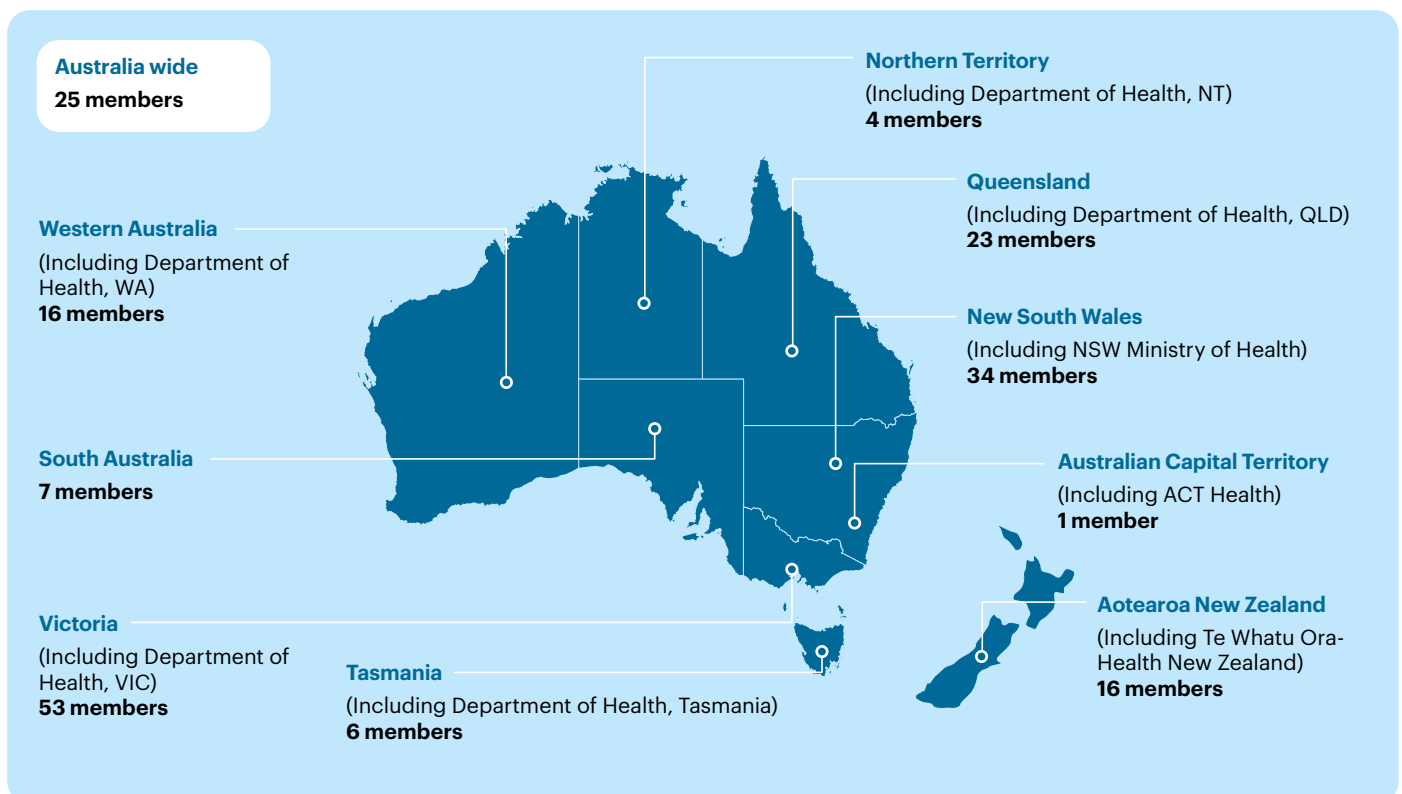 Australia wide
25 members
Northern Territory
(Including Department of Health, NT)
4 members
Queensland
(Including Department of Health, QLD)
23 members
Western Australia
(Including Department of
Health, WA)
16 members
New South Wales
(Including NSW Ministry of Health)
34 members
South Australia
7 members
Australian Capital Territory
(Including ACT Health)
1 member
Aotearoa New Zealand
(Including Te Whatu Ora-
Health New Zealand)
16 members
Victoria
(Including Department of
Health, VIC)
53 members
Tasmania
(Including Department of Health, Tasmania)
6 members